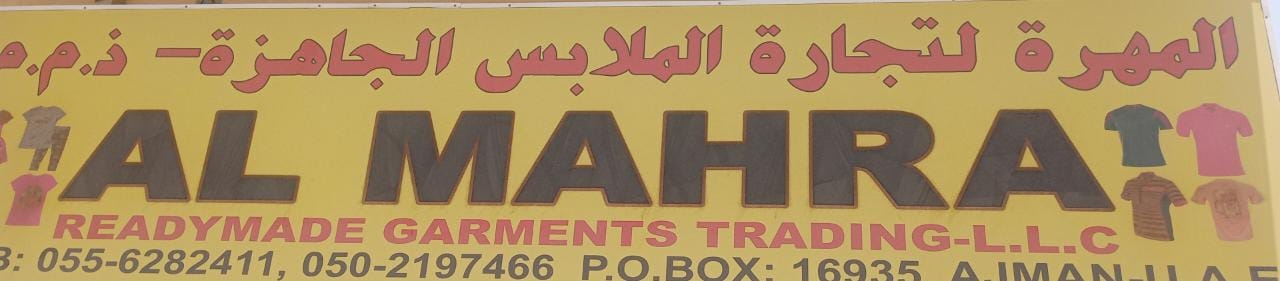 المهرة لتجارة الملابس الجاهزة - ذ.م.م
AL MAHRA
READYMADE GARMENTS TRADING-L.L.C
B: 055-6282411, 050-2197466 P.O.BOX: 16935 AJMAN-U.A.E